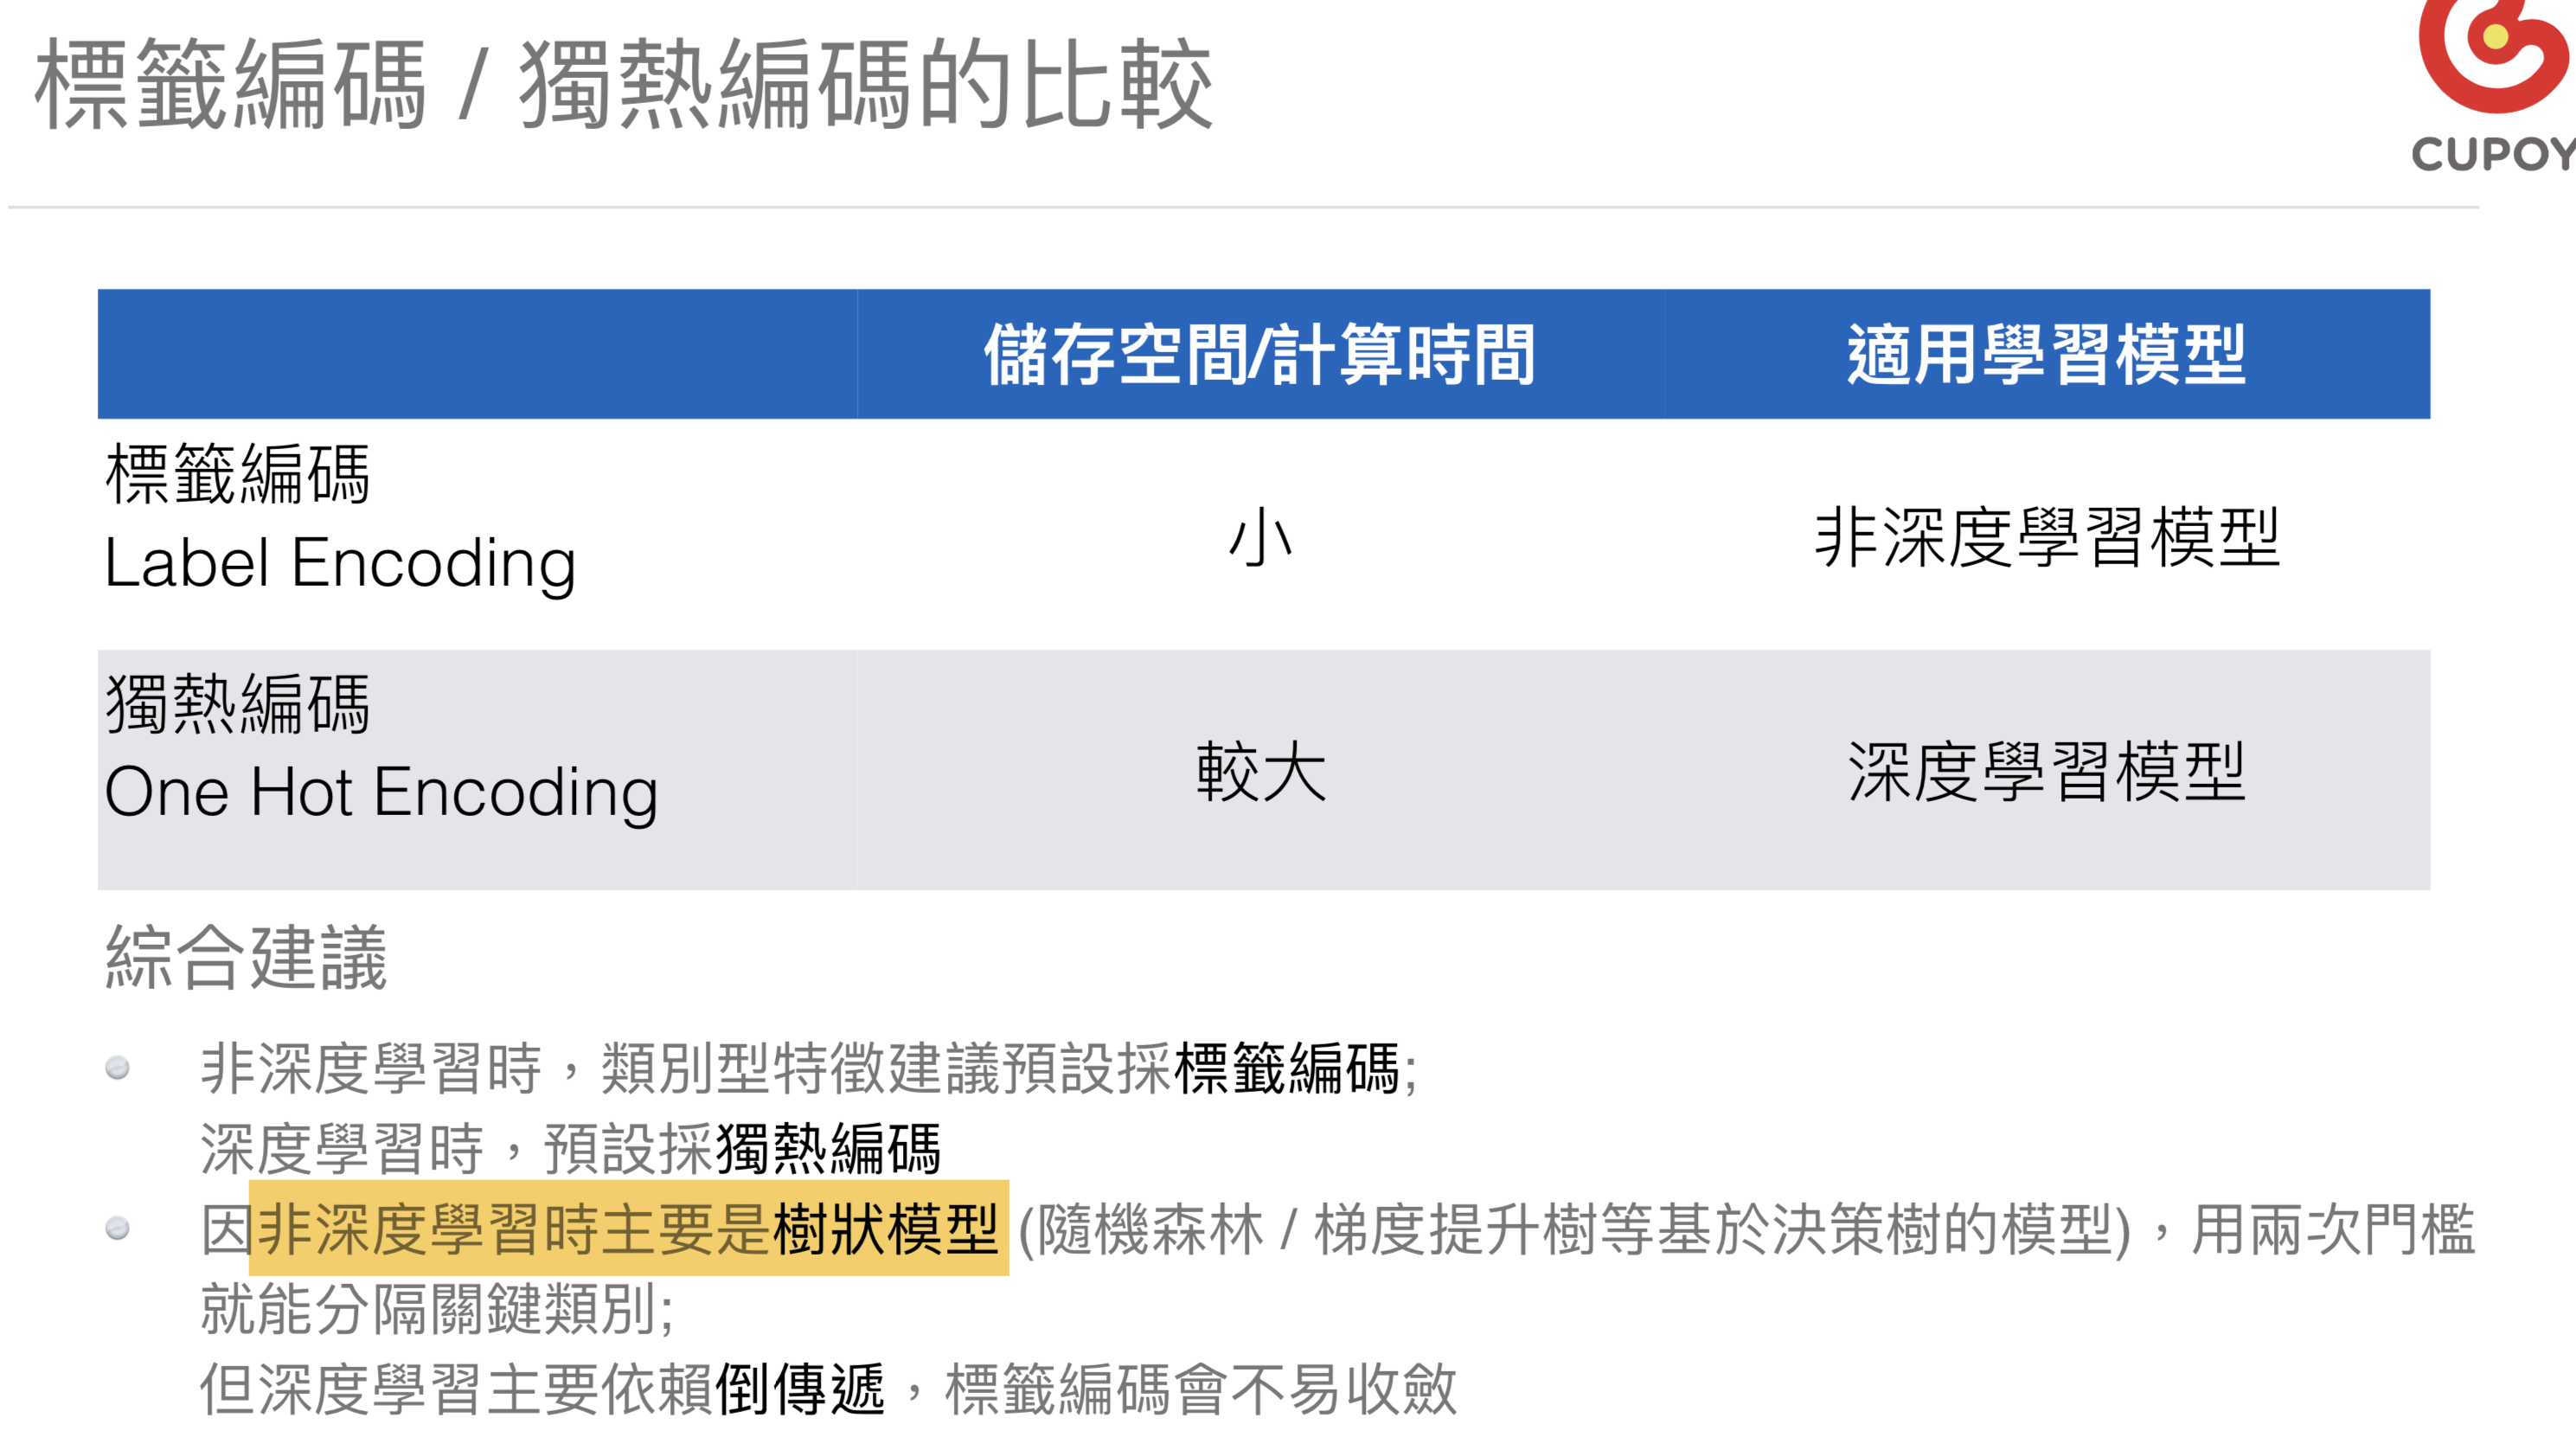 標籤編碼 / 獨熱編碼的比較
CUPOY
儲存空間/計算時間
適用學習模型
標籤編碼
Label Encoding
小
非深度學習模型
獨熱編碼
One Hot Encoding
較大
深度學習模型
綜合建議
非深度學習時，類別型特徵建議預設採標籤編碼;
深度學習時，預設採獨熱編碼
因非深度學習時主要是樹狀模型 (隨機森林 / 梯度提升樹等基於決策樹的模型)，用兩次門檻
就能分隔關鍵類別;
但深度學習主要依賴倒傳遞，標籤編碼會不易收斂